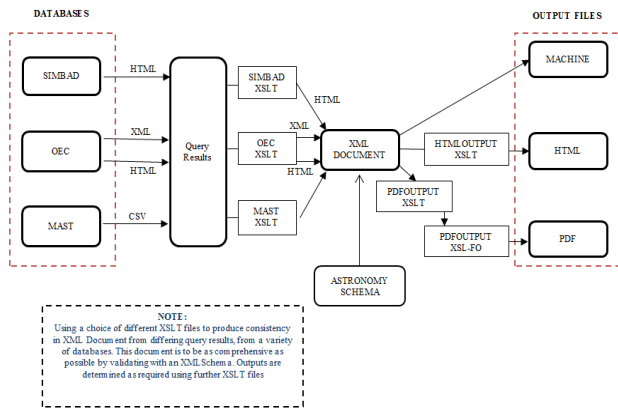 DATABASES
OUTPUT FILES
SIMBAD
HTML
OEC
XML
HTML
MAST
CSV
Query
Results
SIMBAD
XSLT
HTML
XML
OEC
XSLT
HTML
MAST
XSLT
XML
DOCUMENT
ASTRONOMY
SCHEMA
HTMLOUTPUT
XSLT
PDFOUTPUT
XSLT
PDFOUTPUT
XSL-FO
MACHINE
HTML
PDF
NOTE:
Using a choice of different XSLT files to produce consistency
in XML Document from differing query results, from a variety
of databases. This document is to be as comprehensive as
possible by validating with an XML Schema. Outputs are
determined as required using further XSLT files